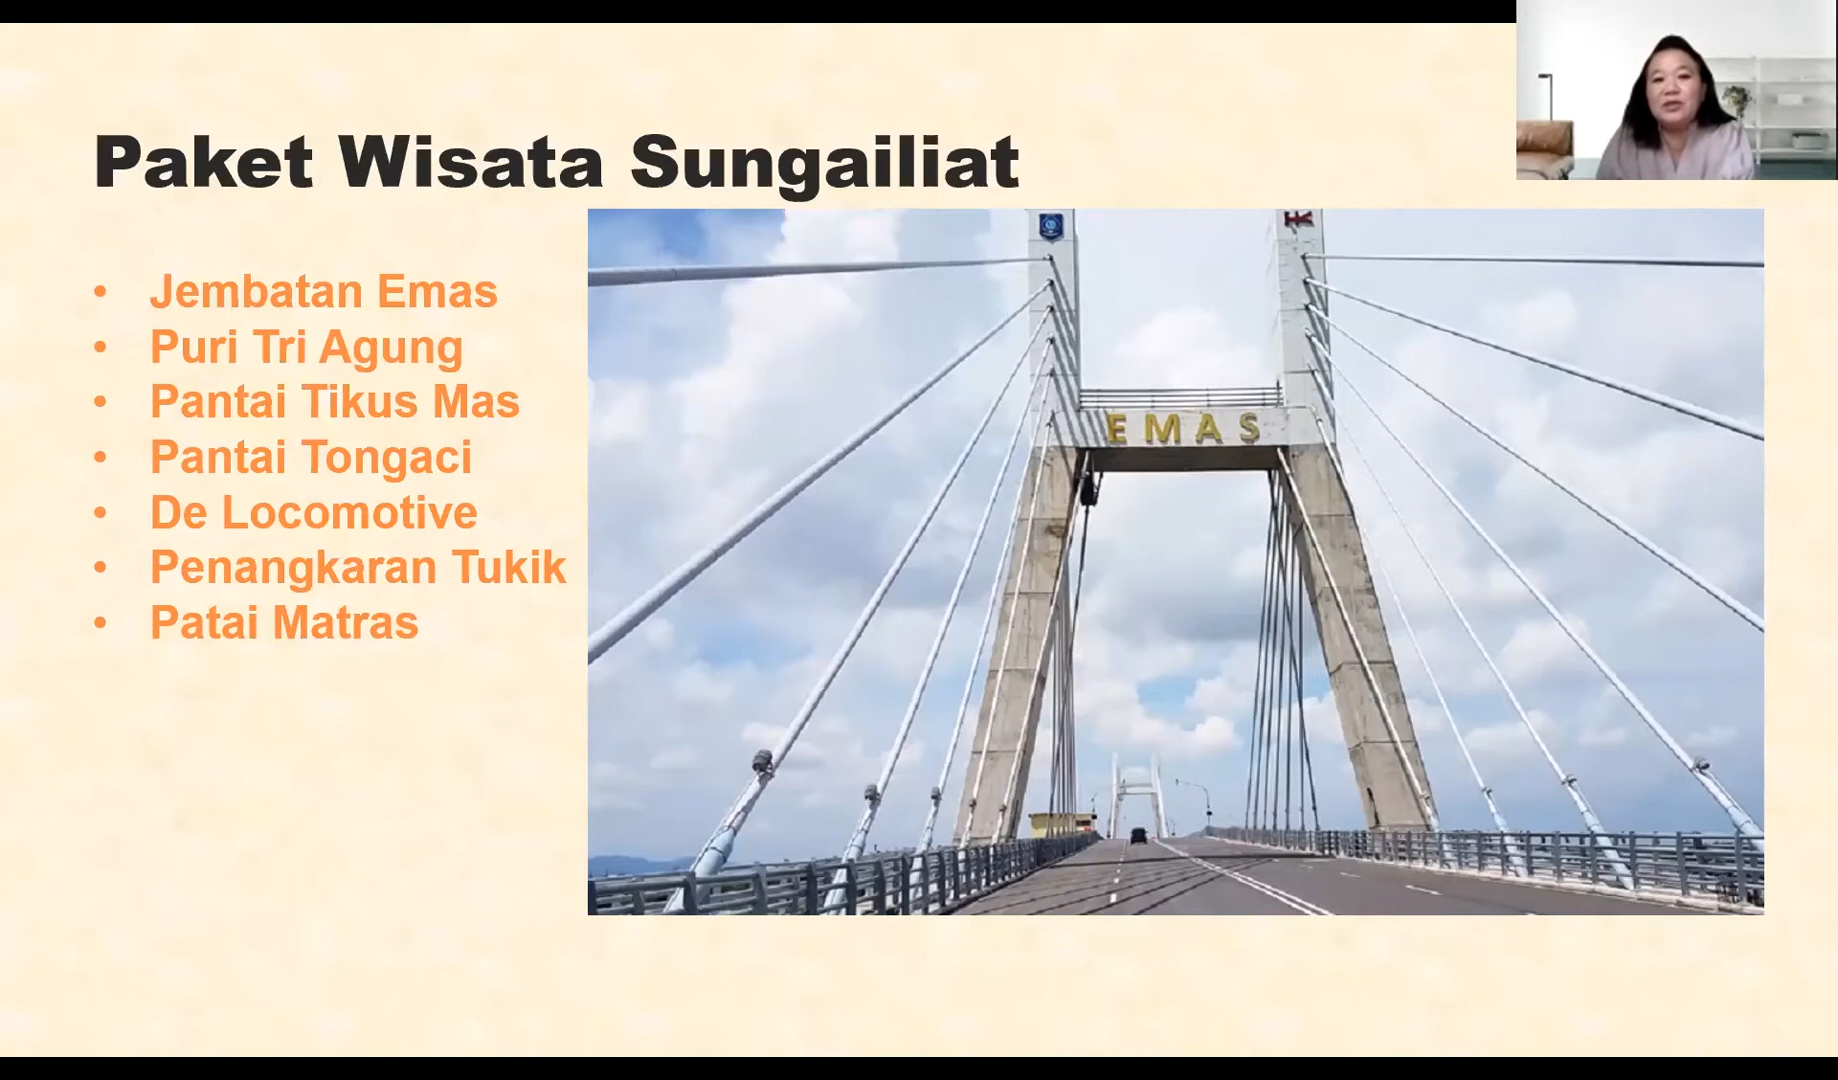 Paket Wisata Sungailiat
• Jembatan Emas
• Puri Tri Agung
• Pantai Tikus Mas
• Pantai Tongaci
• De Locomotive
• Penangkaran Tukik
• Patai Matras
EMAS
HK